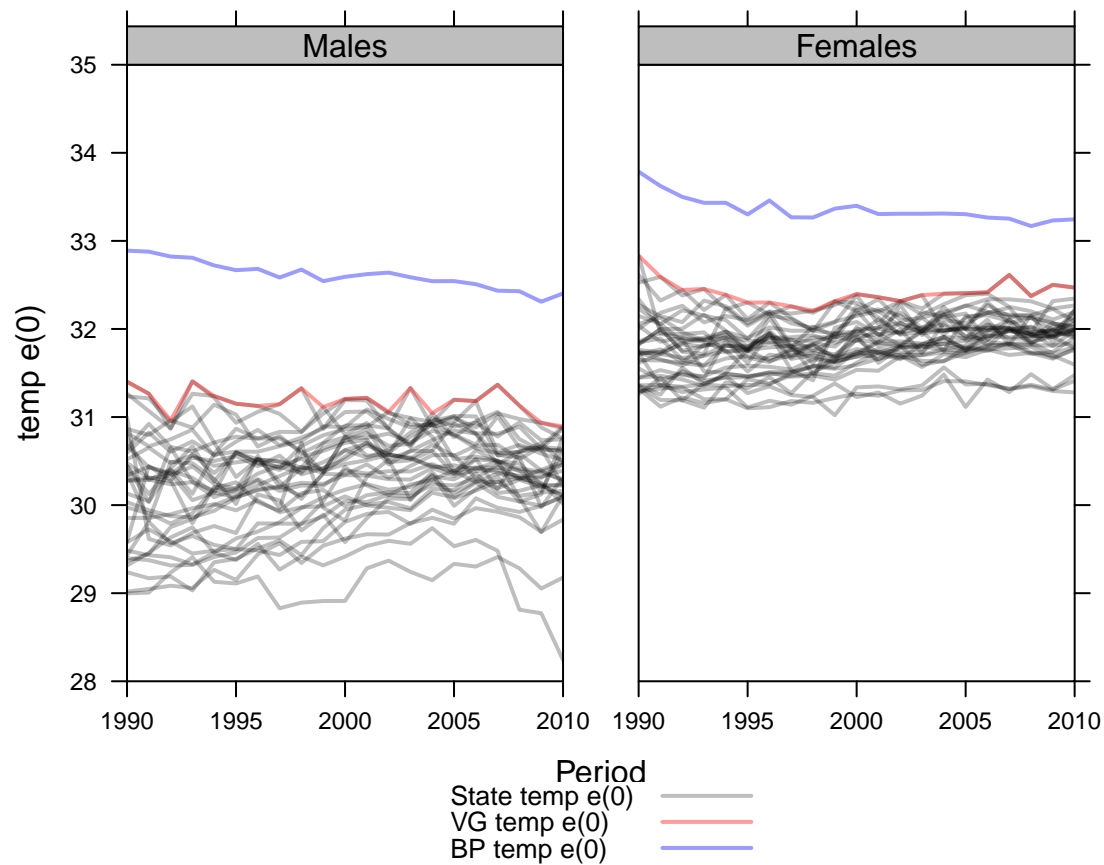 Males
Females
temp e(0)
35
34
33
32
31
30
29
28
1990 1995 2000 2005 2010
1990 1995 2000 2005 2010
Period
State temp e(0)
VG temp e(0)
BP temp e(0)